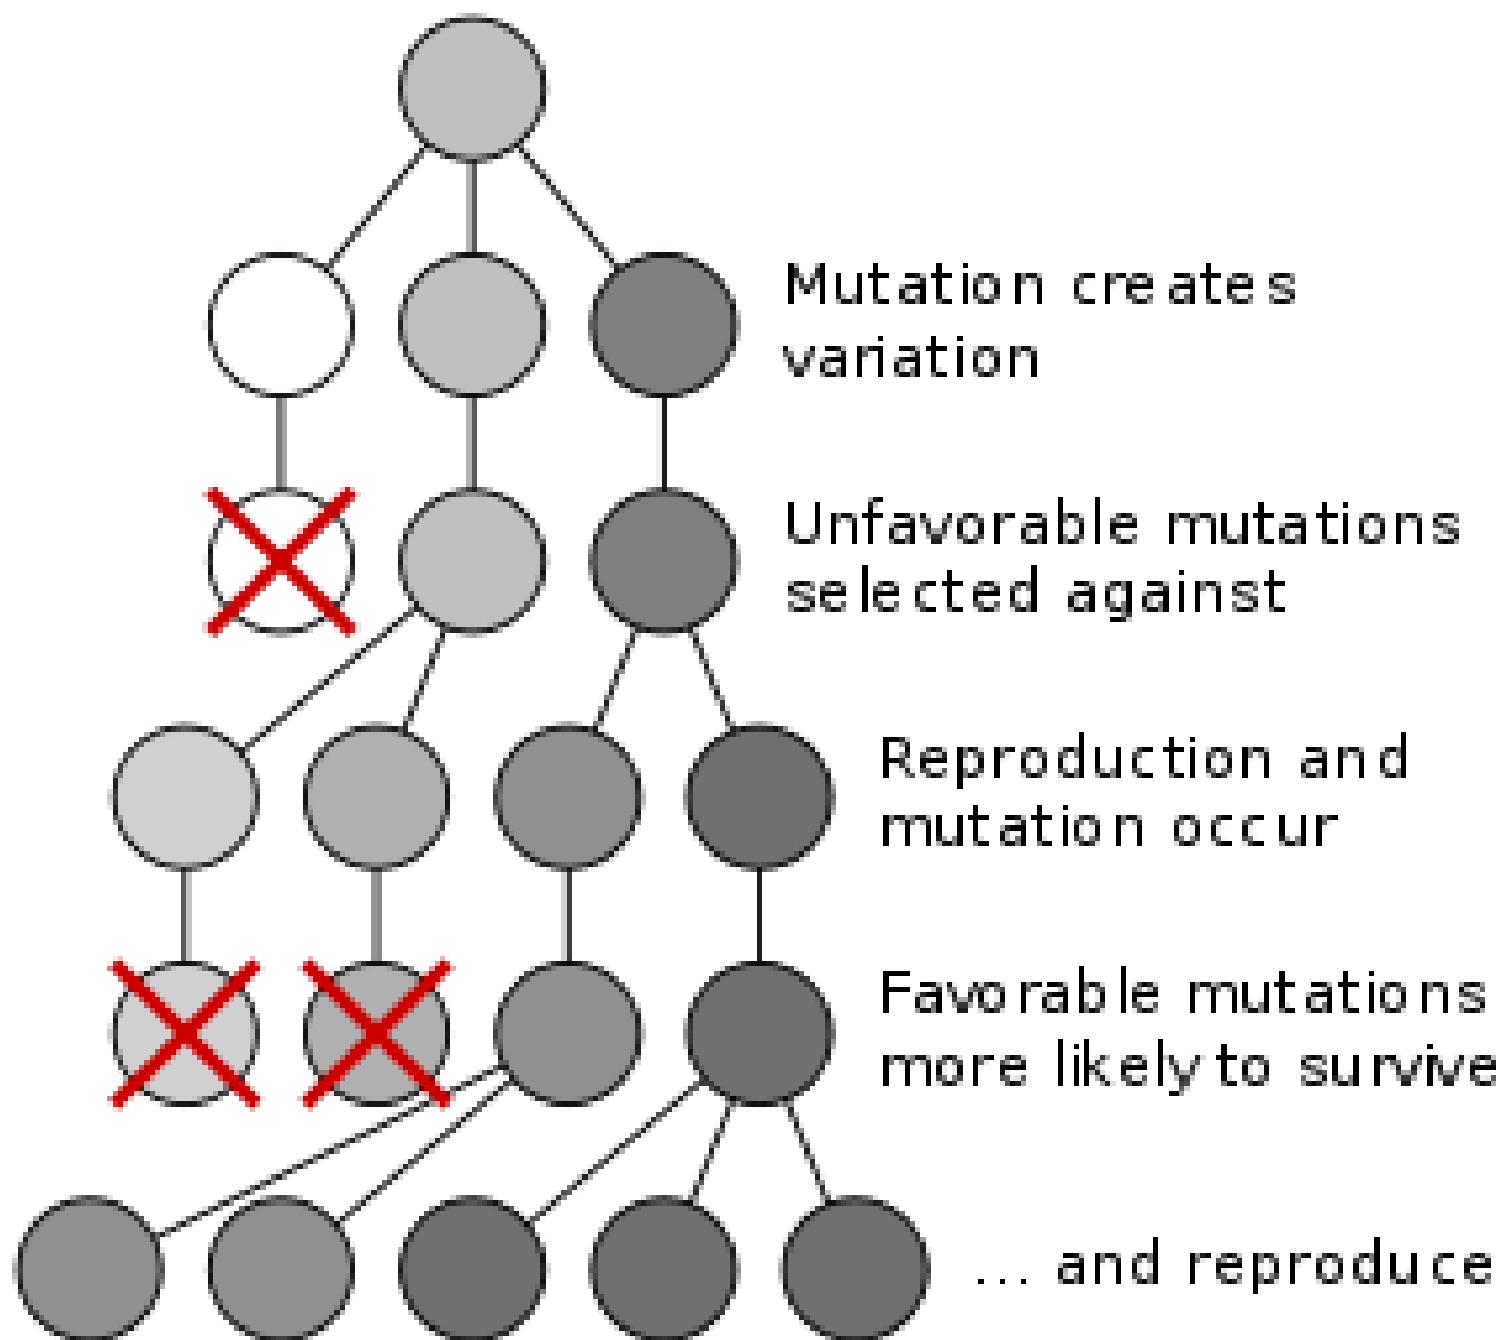 Mutation creates
variation
Unfavorable mutations
selected against
Reproduction and
mutation occur
Favorable mutations
more likely to survive
... and reproduce